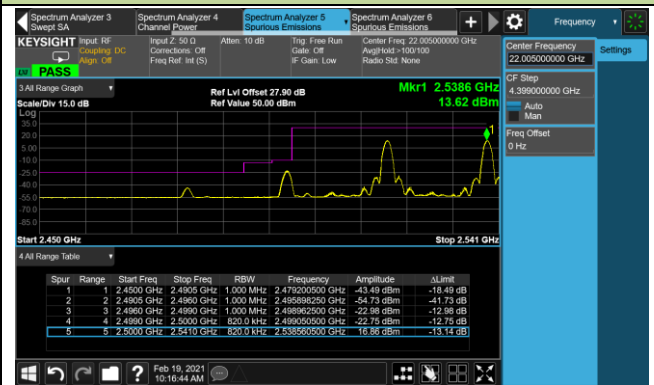 Spectrum Analyzer 3
Swept SA
Spectrum Analyzer 4
Channel Power
Spectrum Analyzer 5
Spurious Emissions
Spectrum Analyzer 6
Spurious Emissions
Frequency
KEYSIGHT
Input: RF
Coupling: DC
Align: Off
Input Z: 50 Ω
Corrections: Off
Freq Ref: Int (S)
Atten: 10 dB
Trig: Free Run
Gate: Off
IF Gain: Low
Center Freq: 22.005000000 GHz
Avg|Hold:>100/100
Radio Std: None
PASS
3 All Range Graph
Ref Lvl Offset 27.90 dB
Mkr1 2.5386 GHz
Scale/Div 15.0 dB
Ref Value 50.00 dBm
13.62 dBm
Log
35.0
20.0
5.00
-10.0
-25.0
-40.0
-55.0
-70.0
-85.0
1
Start 2.450 GHz
Stop 2.541 GHz
4 All Range Table
Spur Range Start Freq Stop Freq RBW Frequency Amplitude ΔLimit
1 1 2.4500 GHz 2.4905 GHz 1.000 MHz 2.479200500 GHz -43.49 dBm -18.49 dB
2 2 2.4905 GHz 2.4960 GHz 1.000 MHz 2.495898250 GHz -54.73 dBm -41.73 dB
3 3 2.4960 GHz 2.4990 GHz 1.000 MHz 2.498962500 GHz -22.98 dBm -12.98 dB
4 4 2.4990 GHz 2.5000 GHz 820.0 kHz 2.499050500 GHz -22.75 dBm -12.75 dB
5 5 2.5000 GHz 2.5410 GHz 820.0 kHz 2.538560500 GHz 16.86 dBm -13.14 dB
Center Frequency
22.005000000 GHz
Settings
CF Step
4.399000000 GHz
Auto
Man
Freq Offset
0 Hz
Feb 19, 2021
10:16:44 AM